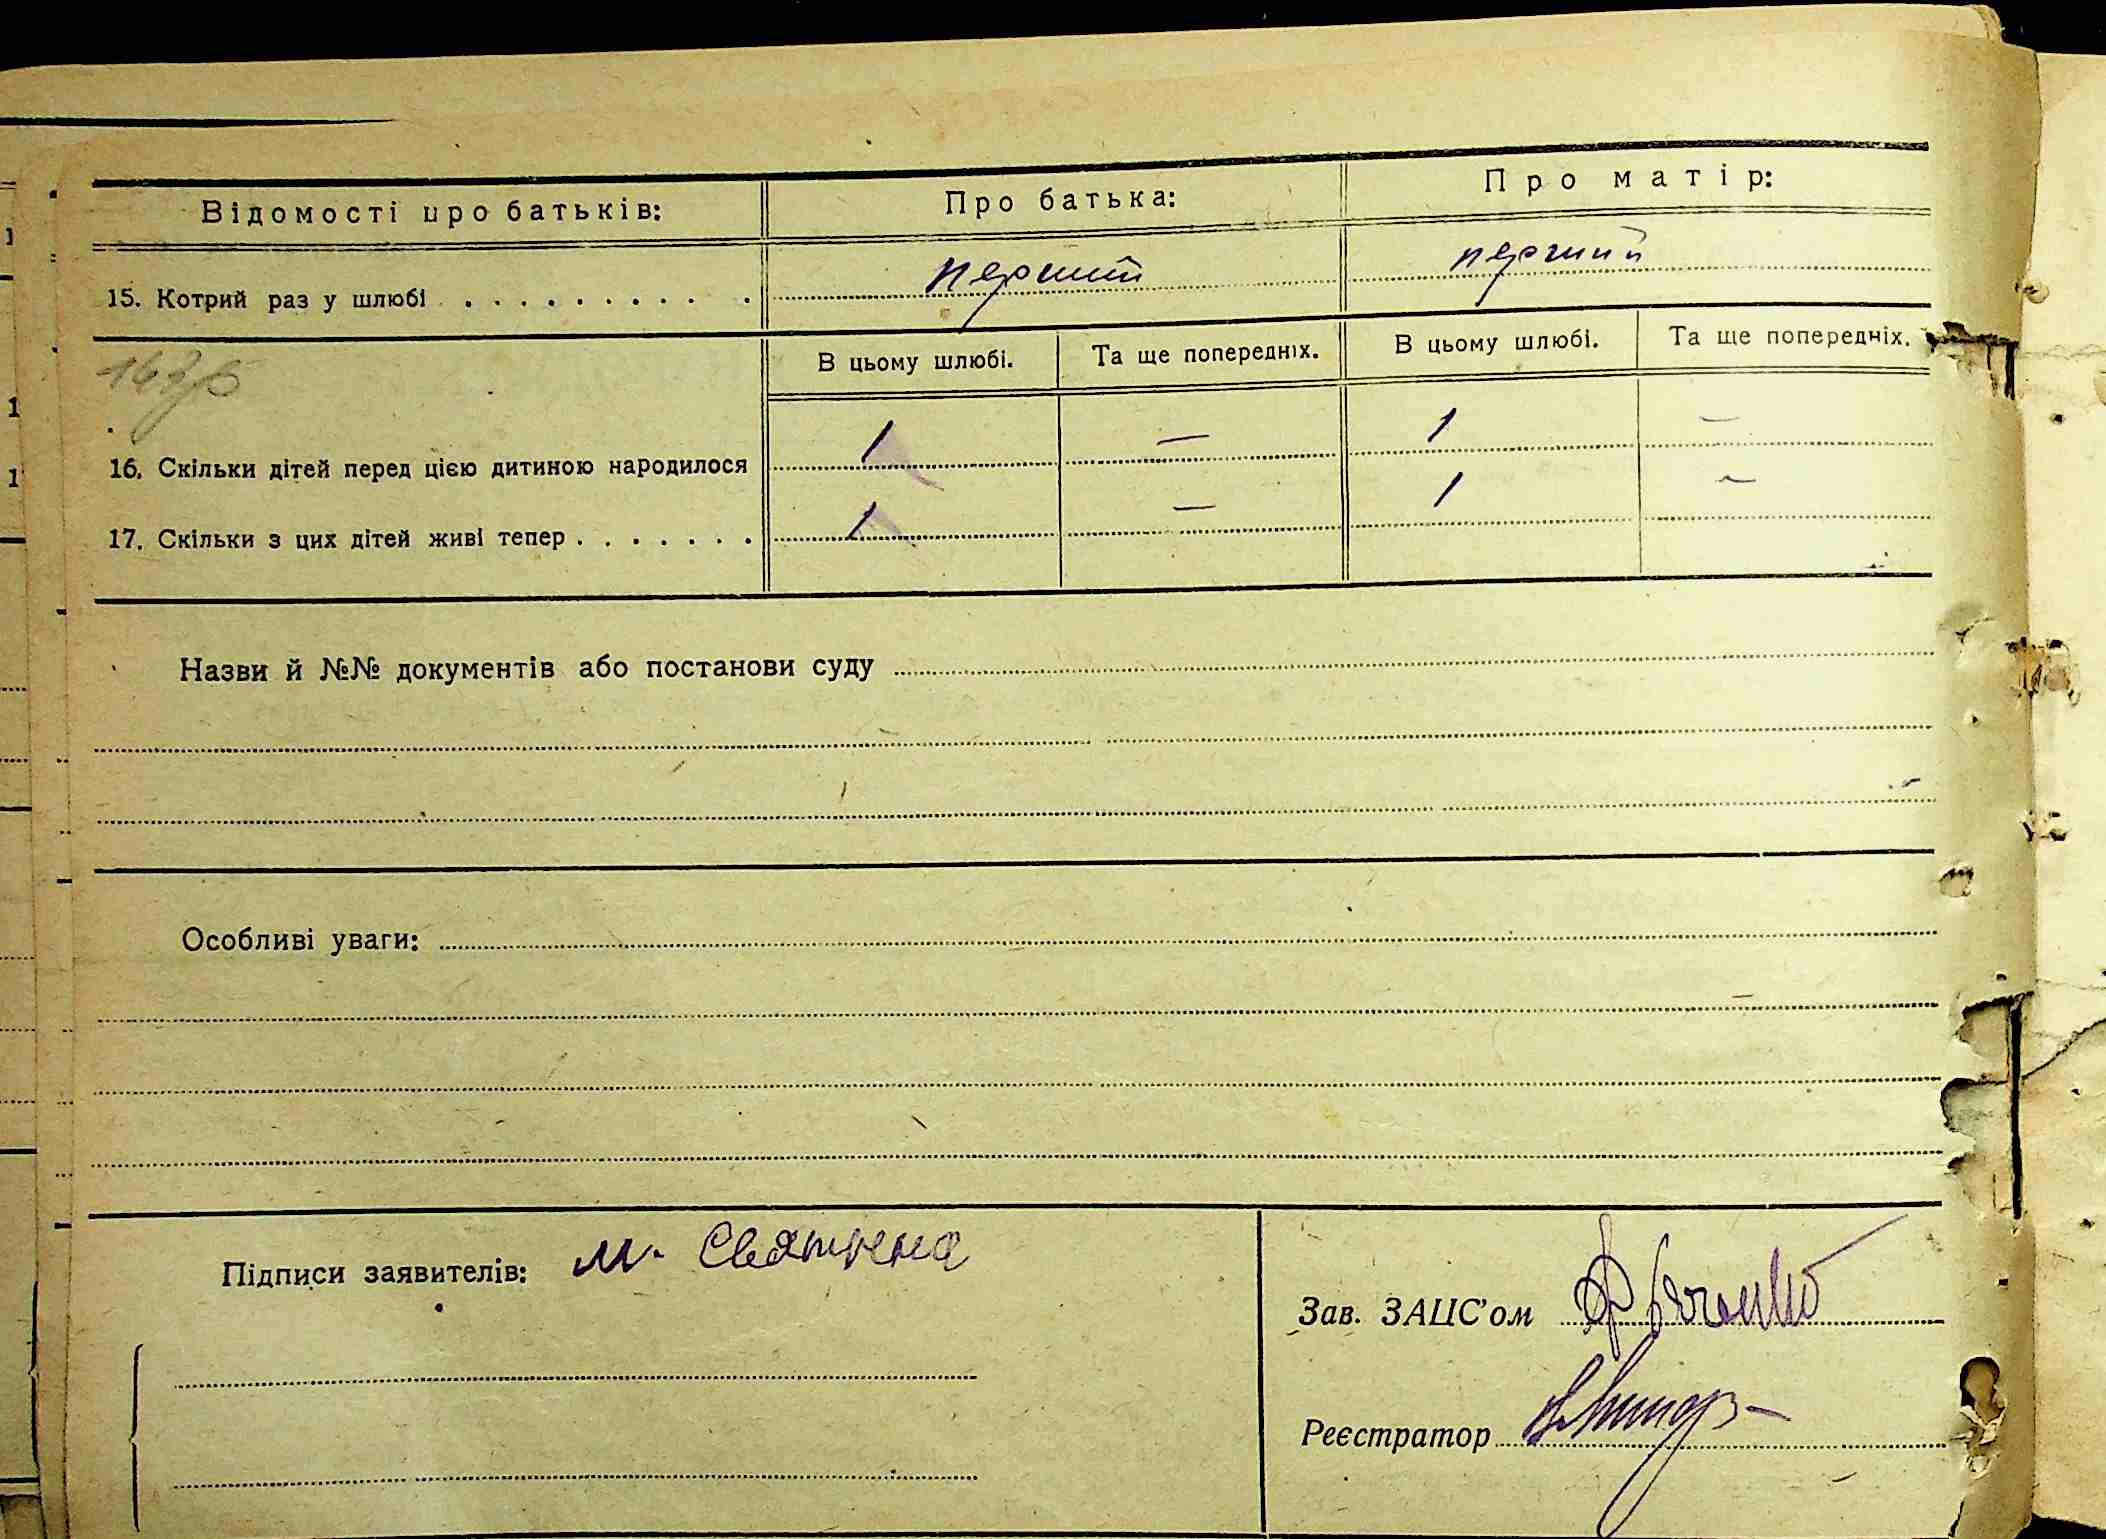 Відомості про батьків:
Про батька:
Про матір:
15. Котрий раз у шлюбі . . . . . . . . . . .
перший
перший
В цьому шлюбі.
Та ще попередніх.
В цьому шлюбі.
Та ще попередніх.
16. Скільки дітей перед цією дитиною народилося
1 — 1 —
17. Скільки з цих дітей живі тепер . . . . . . .
1 — 1 —
Назви й №№ документів або постанови суду
Особливі уваги:
Підписи заявителів: М.
Зав. ЗАЦС'ом
Реєстратор